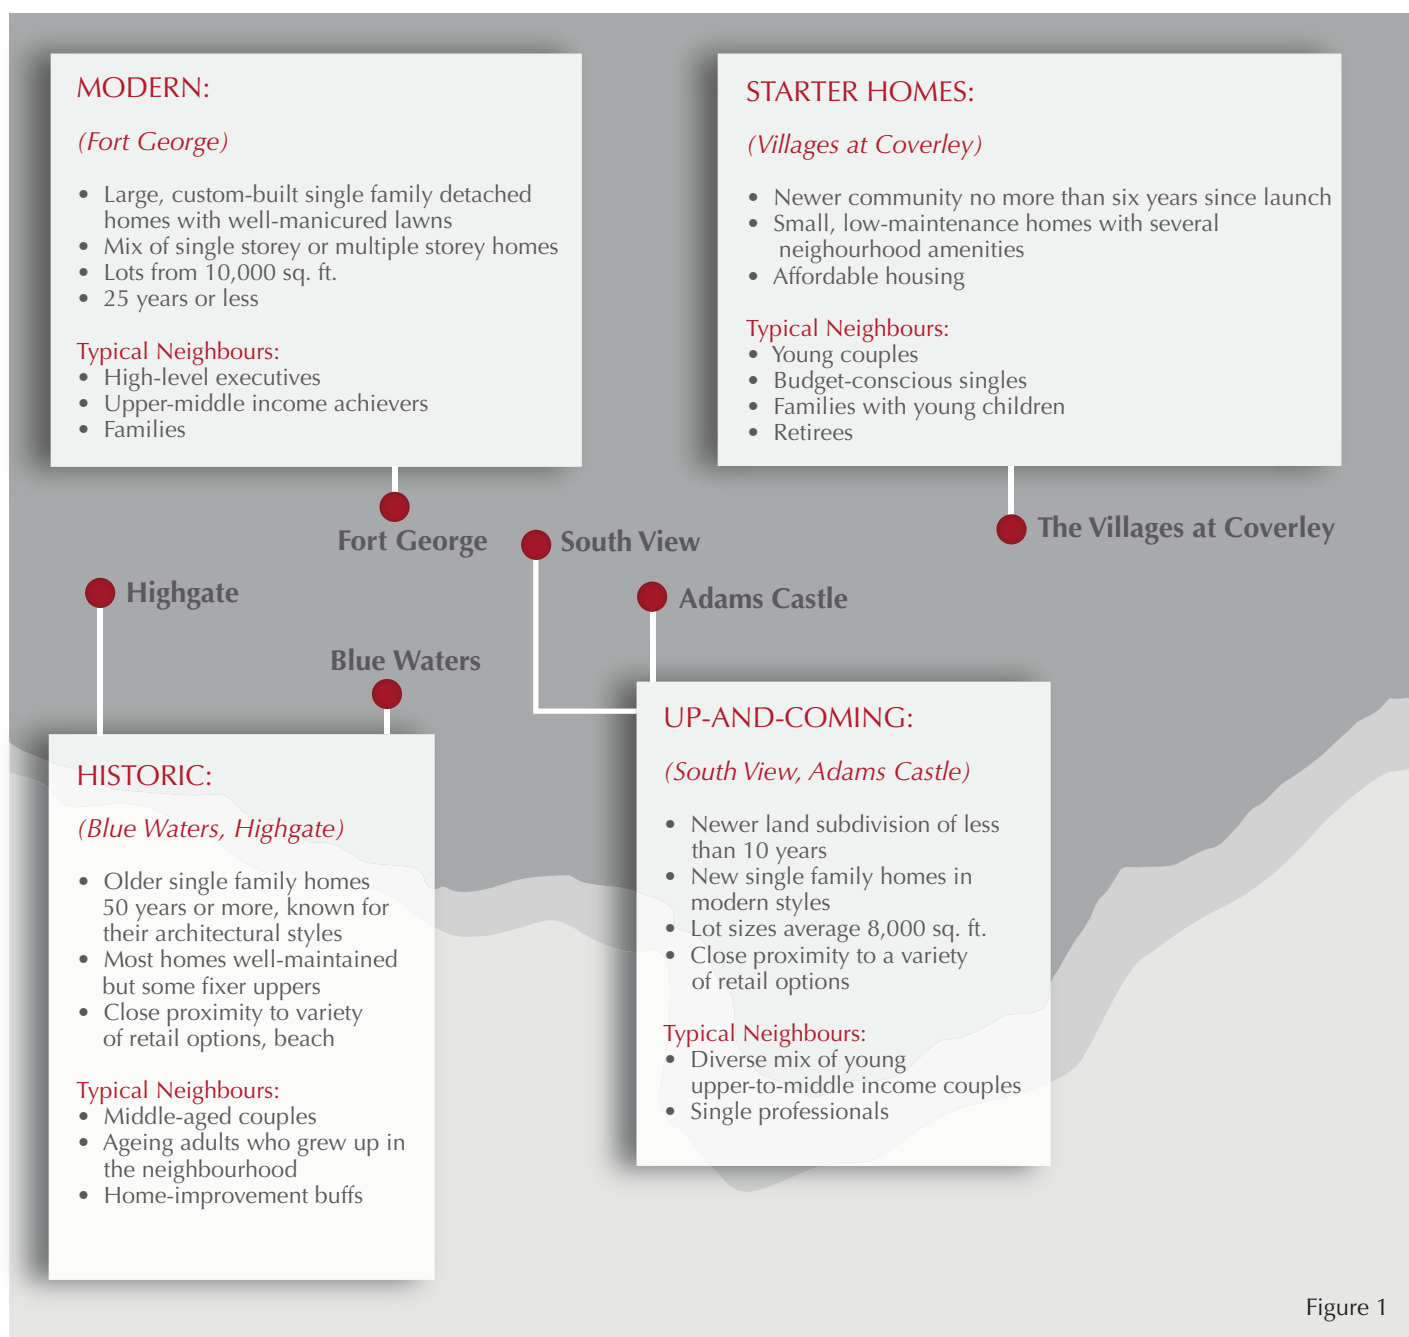 MODERN:
(Fort George)
• Large, custom-built single family detached
homes with well-manicured lawns
• Mix of single storey or multiple storey homes
• Lots from 10,000 sq. ft.
• 25 years or less
Typical Neighbours:
• High-level executives
• Upper-middle income achievers
• Families
STARTER HOMES:
(Villages at Coverley)
• Newer community no more than six years since launch
• Small, low-maintenance homes with several
neighourhood amenities
• Affordable housing
Typical Neighbours:
• Young couples
• Budget-conscious singles
• Families with young children
• Retirees
Fort George
South View
The Villages at Coverley
Highgate
Adams Castle
Blue Waters
HISTORIC:
(Blue Waters, Highgate)
• Older single family homes
50 years or more, known for
their architectural styles
• Most homes well-maintained
but some fixer uppers
• Close proximity to variety
of retail options, beach
Typical Neighbours:
• Middle-aged couples
• Ageing adults who grew up in
the neighbourhood
• Home-improvement buffs
UP-AND-COMING:
(South View, Adams Castle)
• Newer land subdivision of less
than 10 years
• New single family homes in
modern styles
• Lot sizes average 8,000 sq. ft.
• Close proximity to a variety
of retail options
Typical Neighbours:
• Diverse mix of young
upper-to-middle income couples
• Single professionals
Figure 1